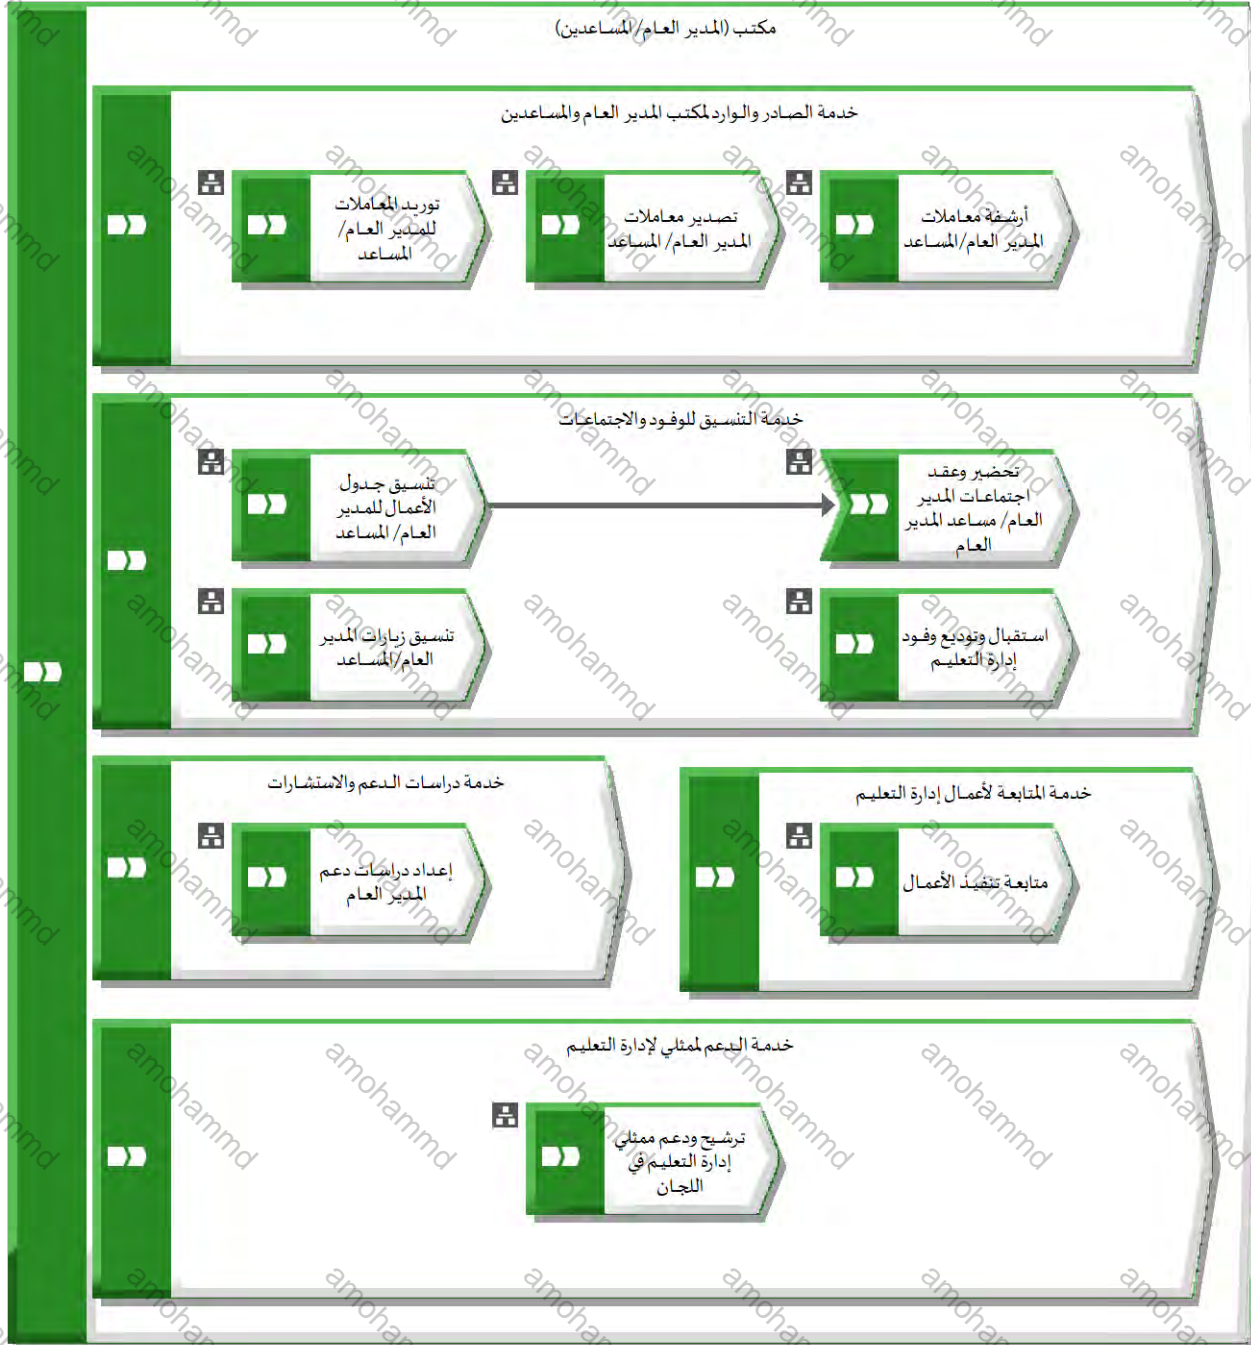 مكتب (المدير العام/ المساعدين)
خدمة الصادر والوارد لمكتب المدير العام والمساعدين
أرشفة معاملات
المدير العام/المساعد
تصدير معاملات
المدير العام/ المساعد
توريد المعاملات
للمدير العام/
المساعد
خدمة التنسيق للوفود والاجتماعات
تحضير وعقد
اجتماعات المدير
العام/ مساعد المدير
العام
تنسيق جدول
الأعمال للمدير
العام/ المساعد
استقبال وتوديع وفود
إدارة التعليم
تنسيق زيارات المدير
العام/المساعد
خدمة المتابعة لأعمال إدارة التعليم
متابعة تنفيذ الأعمال
خدمة دراسات الدعم والاستشارات
إعداد دراسات دعم
المدير العام
خدمة الدعم لممثلي لإدارة التعليم
ترشيح ودعم ممثلي
إدارة التعليم في
اللجان
amohammd